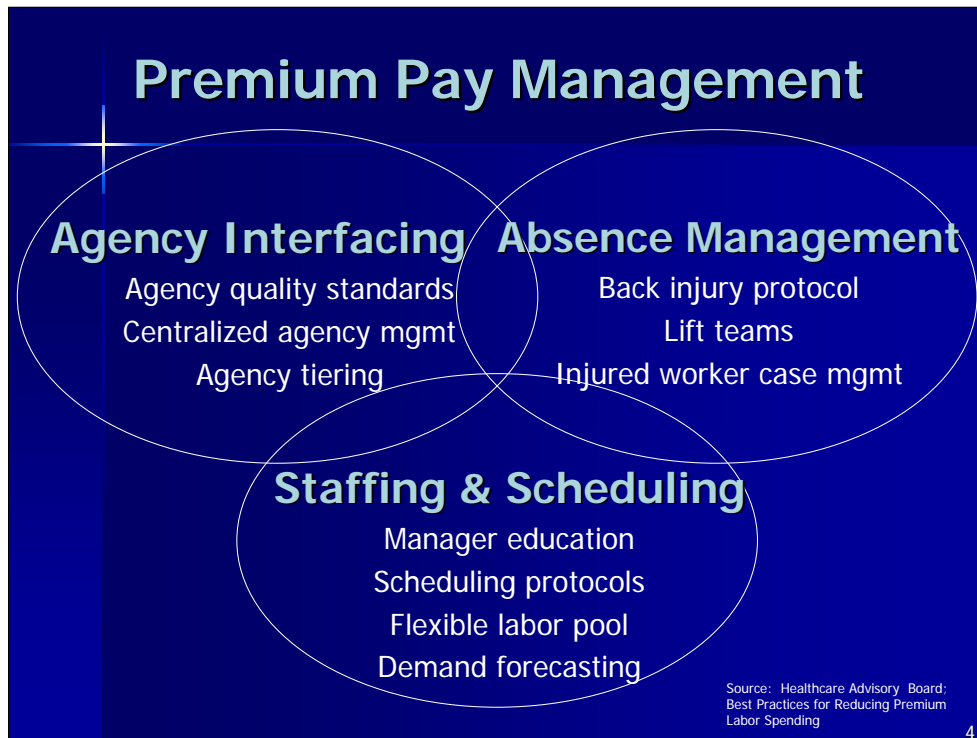 Premium Pay Management
Agency Interfacing
Agency quality standards
Centralized agency mgmt
Agency tiering
Absence Management
Back injury protocol
Lift teams
Injured worker case mgmt
Staffing & Scheduling
Manager education
Scheduling protocols
Flexible labor pool
Demand forecasting
Source: Healthcare Advisory Board;
Best Practices for Reducing Premium
Labor Spending
4